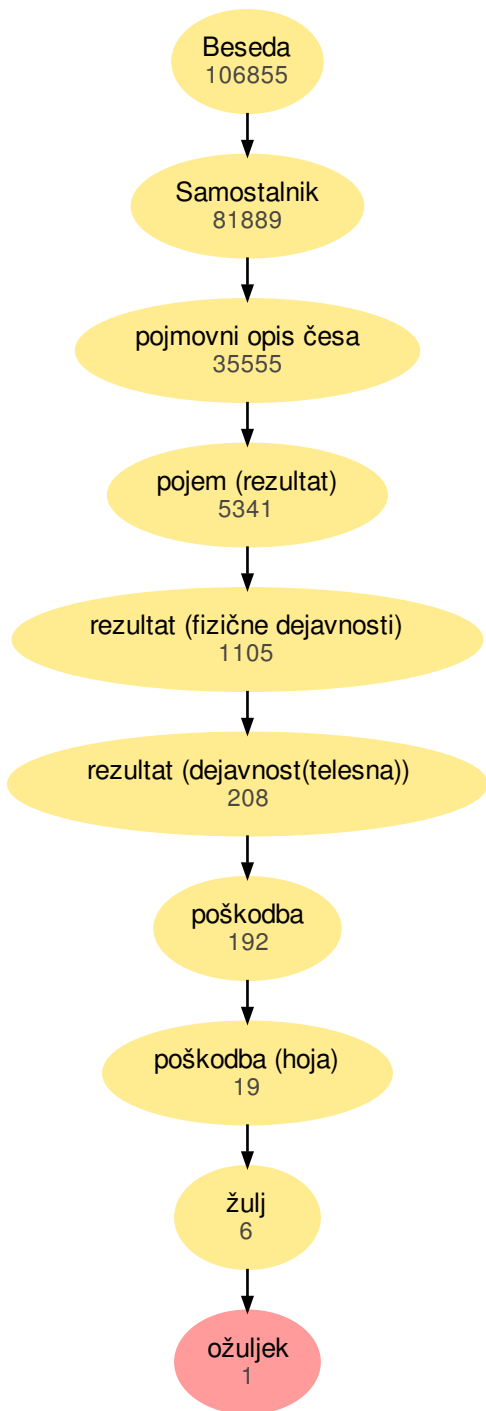 Beseda
106855
Samostalnik
81889
pojmovni opis česa
35555
pojem (rezultat)
5341
rezultat (fizične dejavnosti)
1105
rezultat (dejavnost(telesna))
208
poškodba
192
poškodba (hoja)
19
žulj
6
ožuljek
1